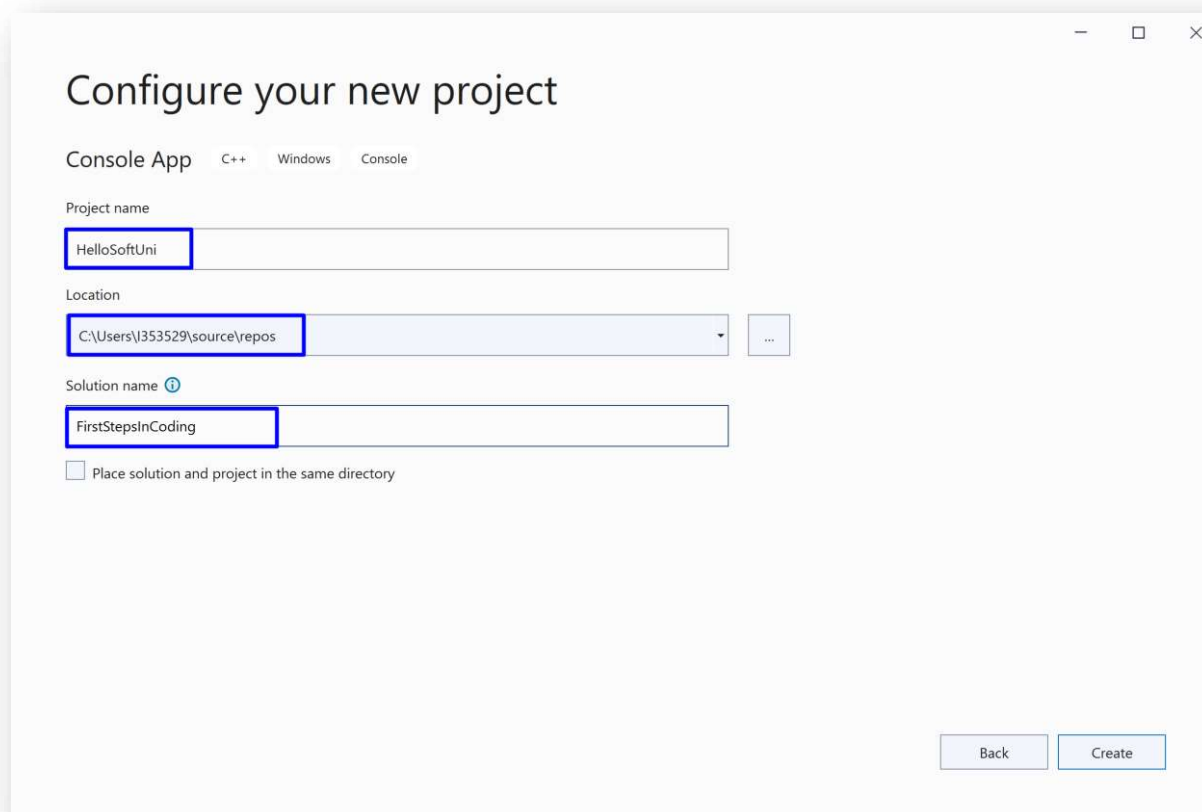 Configure your new project
Console App C++ Windows Console
Project name
HelloSoftUni
Location
C:\Users\I353529\source\repos
...
Solution name
FirstStepsInCoding
Place solution and project in the same directory
Back Create